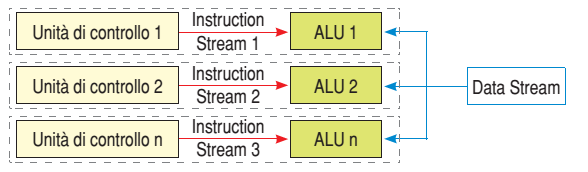 Unità di controllo 1
Instruction
Stream 1
ALU 1
Unità di controllo 2
Instruction
Stream 2
ALU 2
Data Stream
Unità di controllo n
Instruction
Stream 3
ALU n